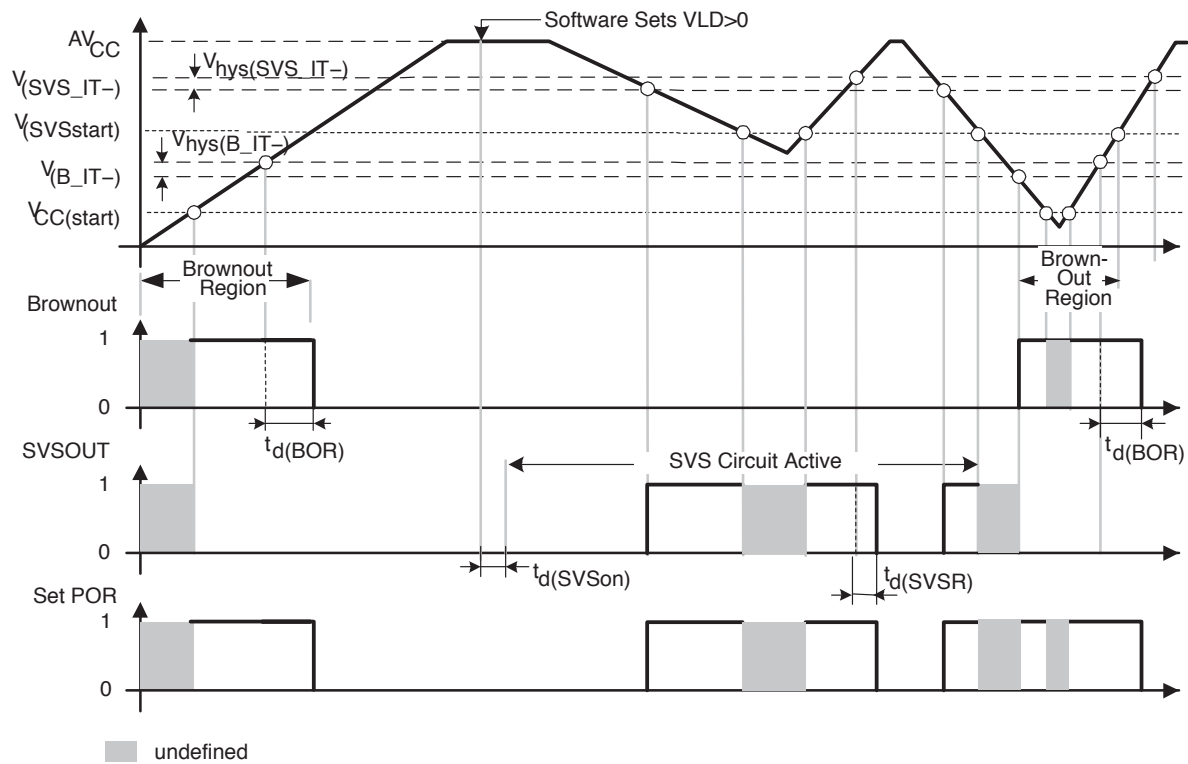 Software Sets VLD>0
AVCC
Vhys(SVS_IT−)
V(SVS_IT−)
V(SVSstart)
Vhys(B_IT−)
V(B_IT−)
VCC(start)
Brownout
Region
Brown-
Out
Region
Brownout
1
0
td(BOR)
td(BOR)
SVSOUT
SVS Circuit Active
1
0
td(SVSon)
td(SVSR)
Set POR
1
0
undefined